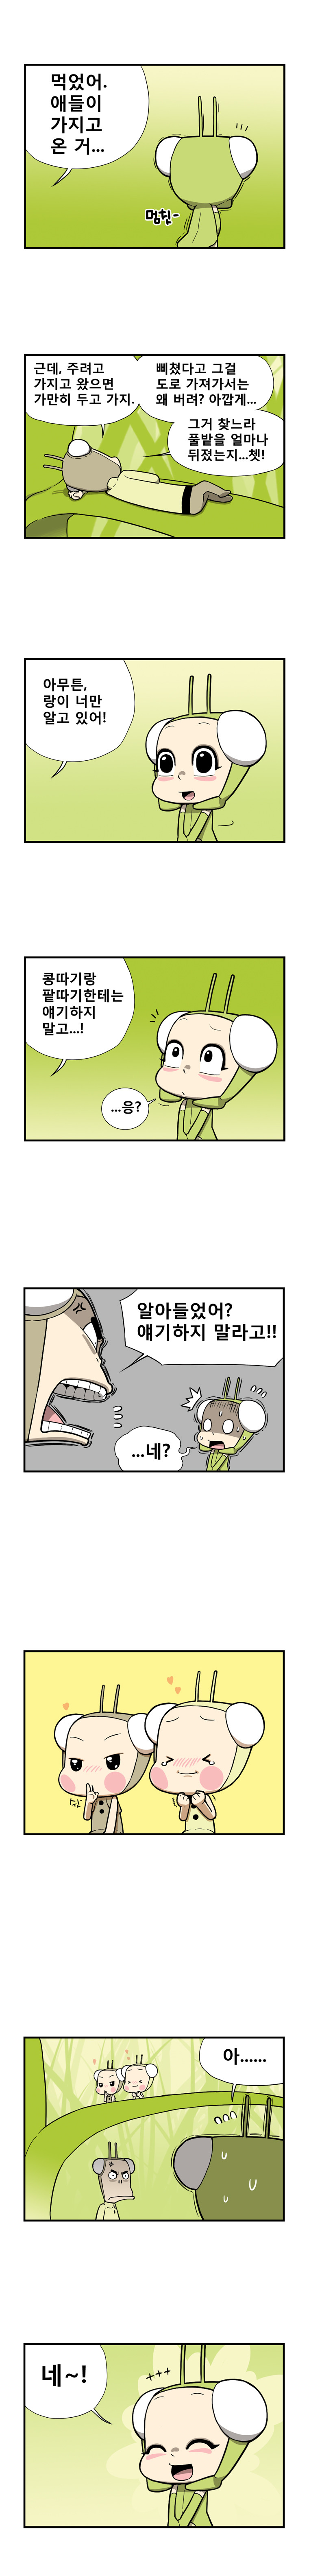 먹었어.
애들이
가지고
온 거...
멈칫~
근데, 주려고
가지고 왔으면
가만히 두고 가지.
삐쳤다고 그걸
도로 가져가서는
왜 버려? 아깝게...
그거 찾느라
풀밭을 얼마나
뒤졌는지...쳇!
아무튼,
랑이 너만
알고 있어!
콩따기랑
팥따기한테는
얘기하지
말고...!
...응?
알아들었어?
얘기하지 말라고!!
...네?
아......
네~!